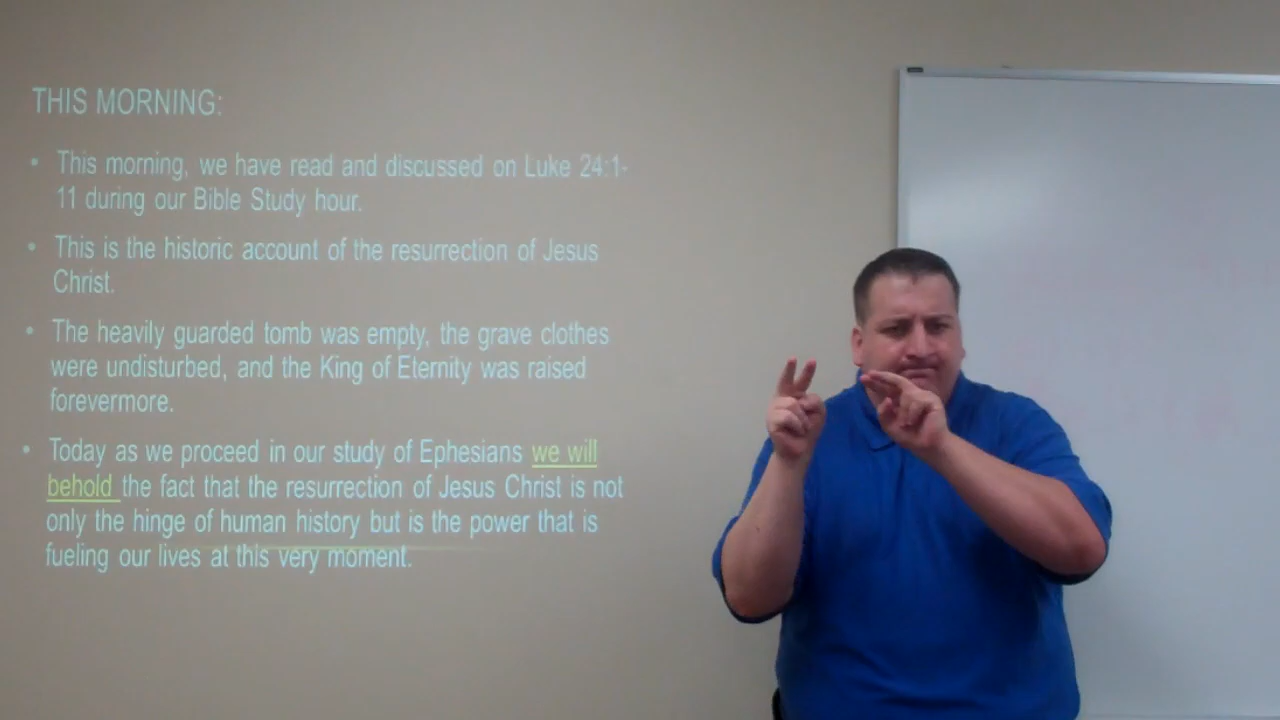 THIS MORNING:
• This morning, we have read and discussed on Luke 24:1-
11 during our Bible Study hour.
• This is the historic account of the resurrection of Jesus
Christ.
• The heavily guarded tomb was empty, the grave clothes
were undisturbed, and the King of Eternity was raised
forevermore.
• Today as we proceed in our study of Ephesians we will
behold the fact that the resurrection of Jesus Christ is not
only the hinge of human history but is the power that is
fueling our lives at this very moment.